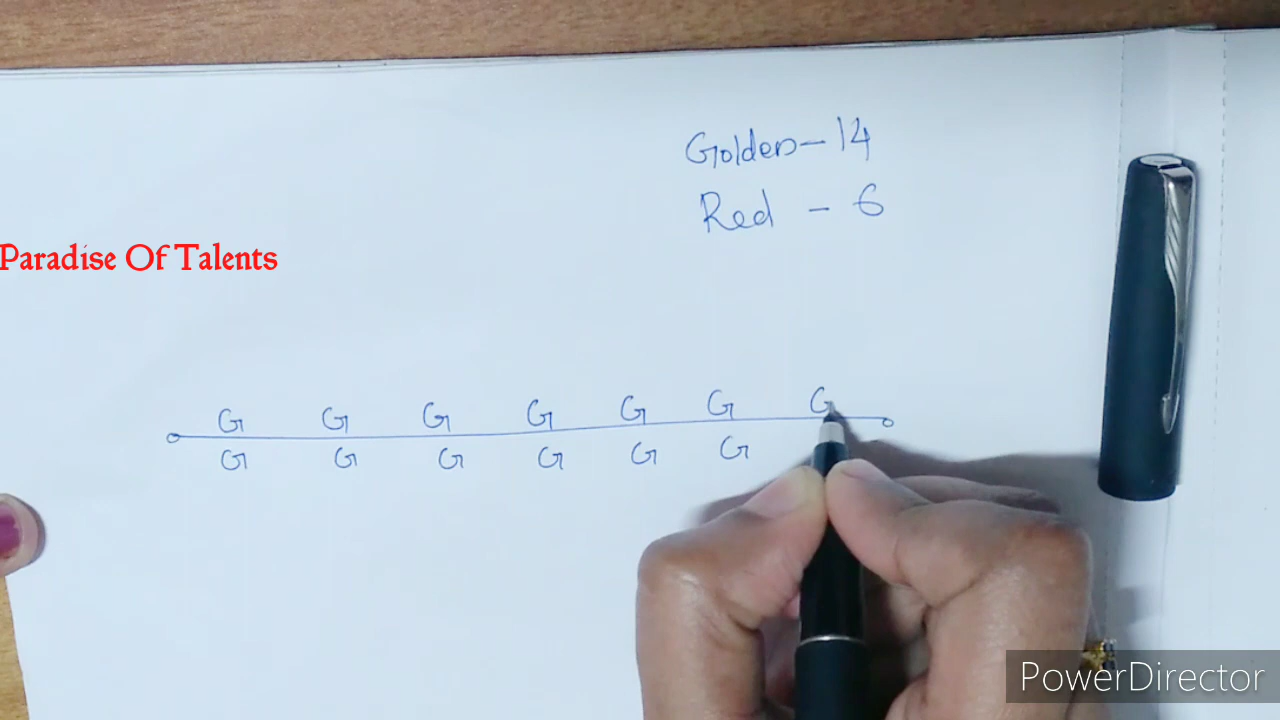 Golden - 14
Red - 6
Paradise Of Talents
G G G G G G G
G G G G G G
PowerDirector